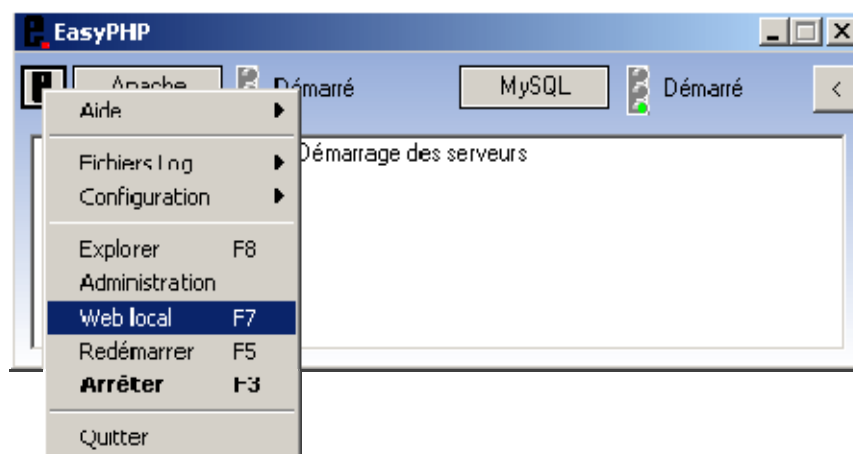 EasyPHP
Apache Démarré MySQL Démarré <
Démarrage des serveurs
Aide
Fichiers Log
Configuration
Explorer F8
Administration
Web local F7
Redémarrer F5
Arrêter F3
Quitter